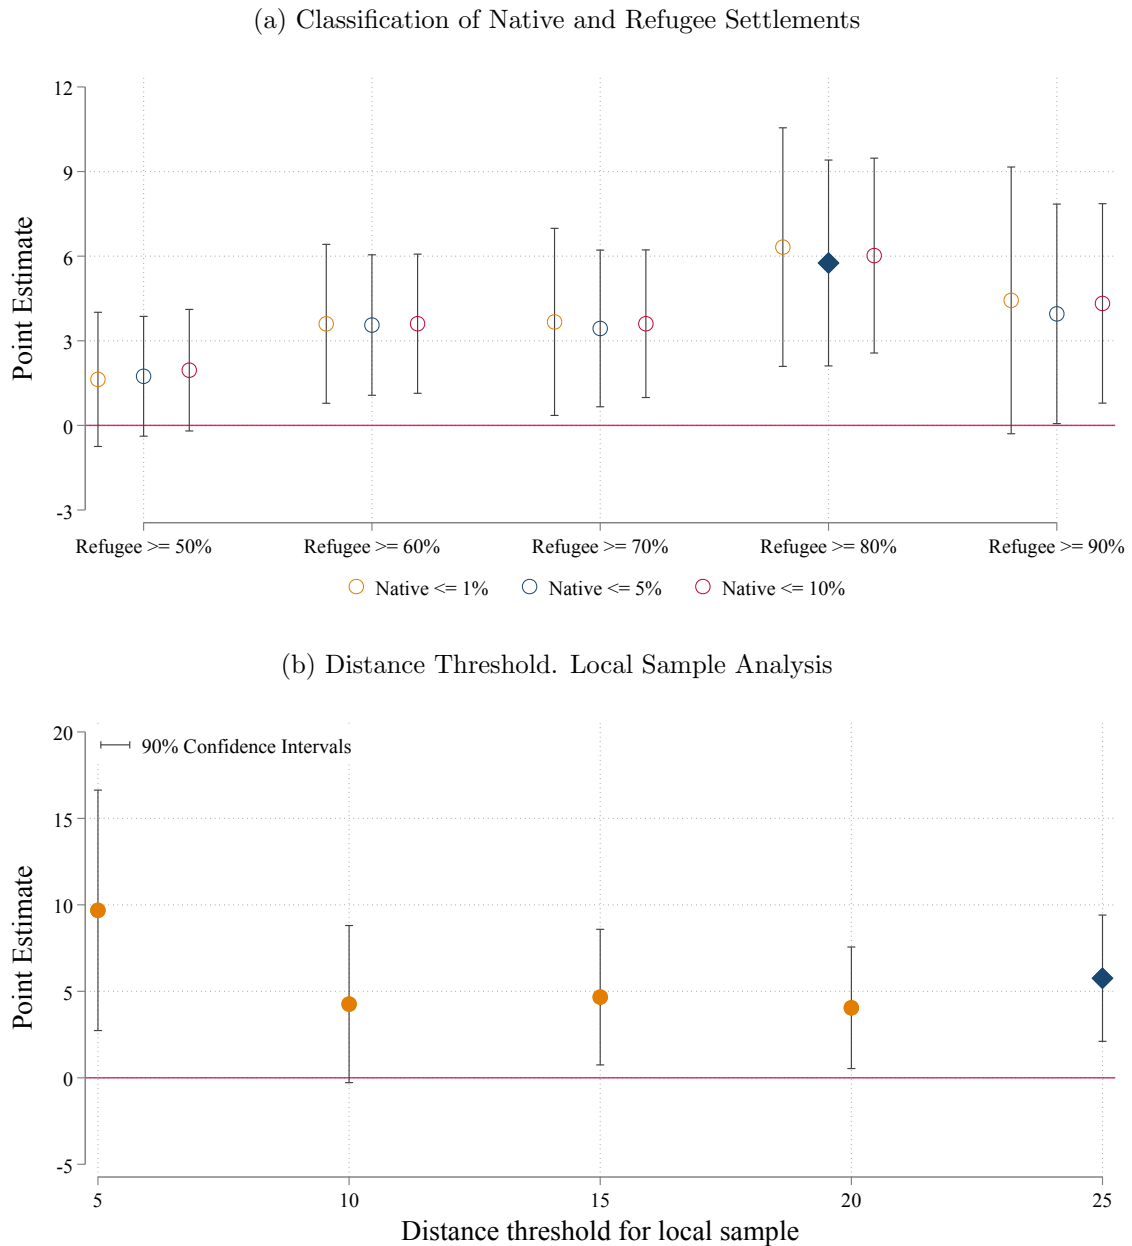 (a) Classification of Native and Refugee Settlements
12
9
6
3
0
-3
Point Estimate
Refugee >= 50%
Refugee >= 60%
Refugee >= 70%
Refugee >= 80%
Refugee >= 90%
Native <= 1%
Native <= 5%
Native <= 10%
(b) Distance Threshold. Local Sample Analysis
20
15
10
5
0
-5
Point Estimate
90% Confidence Intervals
5
10
15
20
25
Distance threshold for local sample